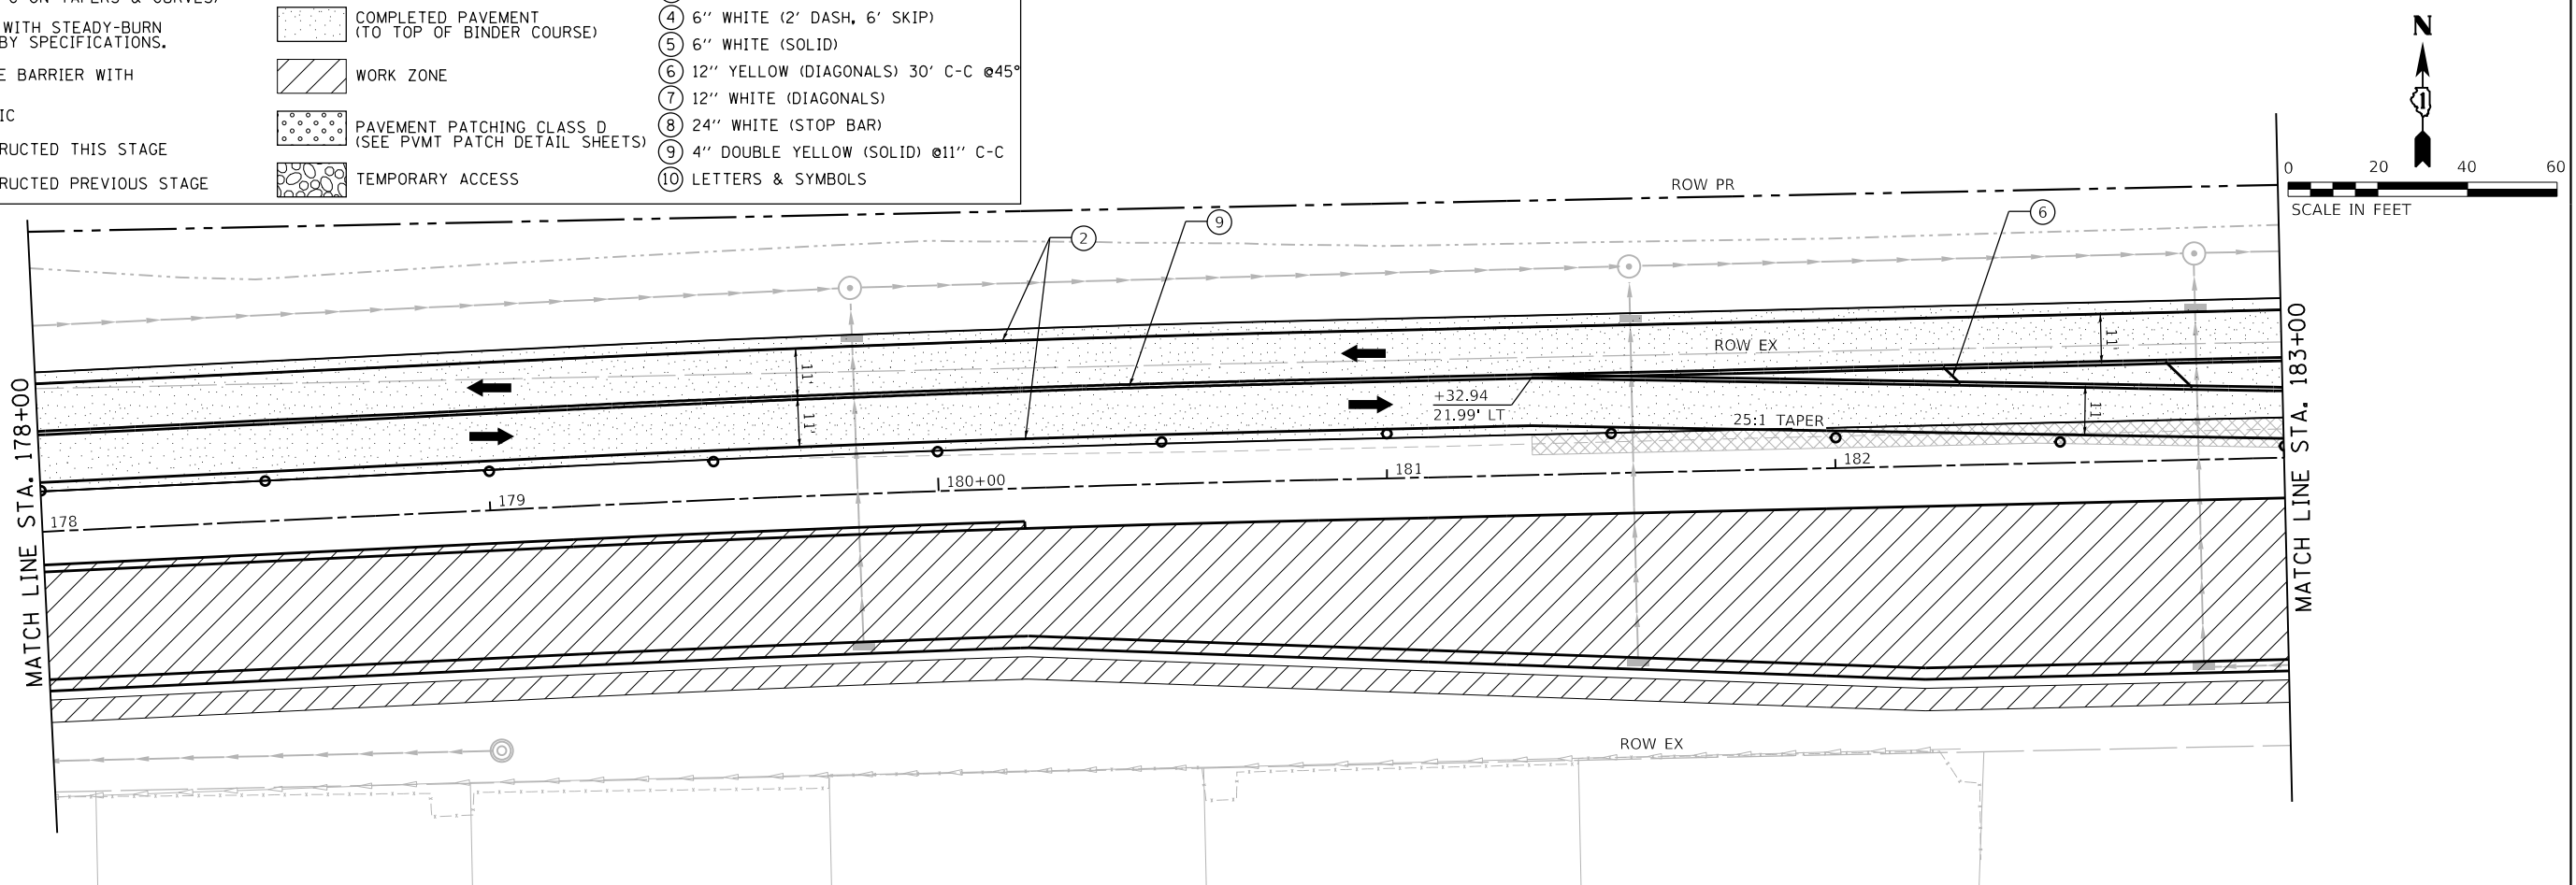 WITH STEADY-BURN
BY SPECIFICATIONS.
E BARRIER WITH
IC
RUCTED THIS STAGE
RUCTED PREVIOUS STAGE
COMPLETED PAVEMENT
(TO TOP OF BINDER COURSE)
WORK ZONE
PAVEMENT PATCHING CLASS D
(SEE PVMT PATCH DETAIL SHEETS)
TEMPORARY ACCESS
4 6" WHITE (2' DASH, 6' SKIP)
5 6" WHITE (SOLID)
6 12" YELLOW (DIAGONALS) 30' C-C @45°
7 12" WHITE (DIAGONALS)
8 24" WHITE (STOP BAR)
9 4" DOUBLE YELLOW (SOLID) @11" C-C
10 LETTERS & SYMBOLS
N
1
0 20 40 60
SCALE IN FEET
ROW PR
2
9
6
ROW EX
11'
11'
11'
11
+32.94
21.99' LT
25:1 TAPER
178
179
180+00
181
182
MATCH LINE STA. 178+00
MATCH LINE STA. 183+00
ROW EX